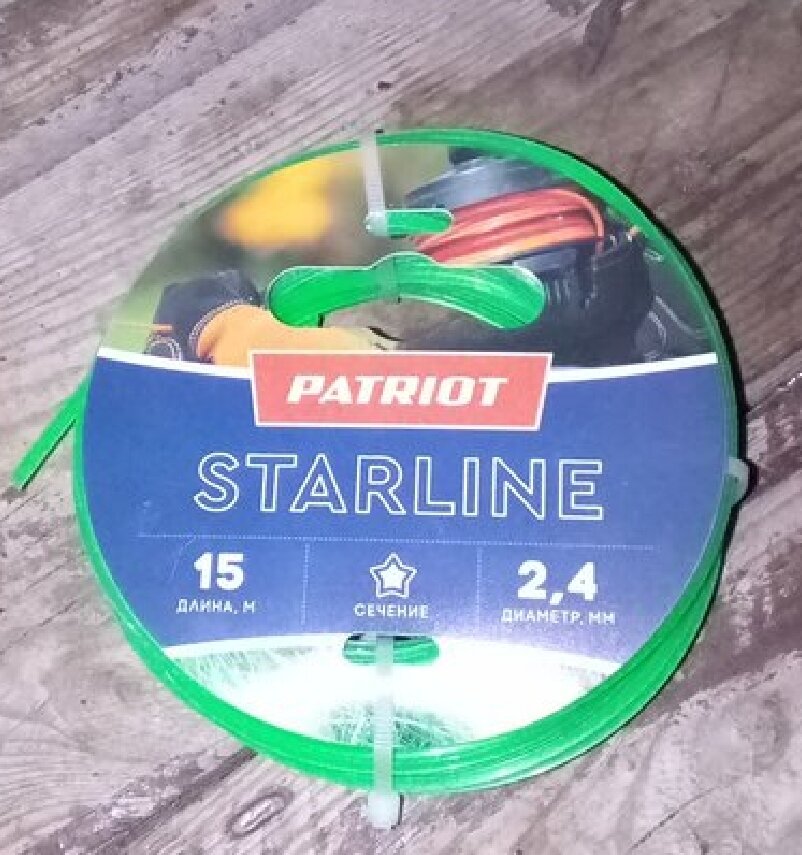 PATRIOT
STARLINE
15 2,4
ДЛИНА, М СЕЧЕНИЕ ДИАМЕТР, ММ